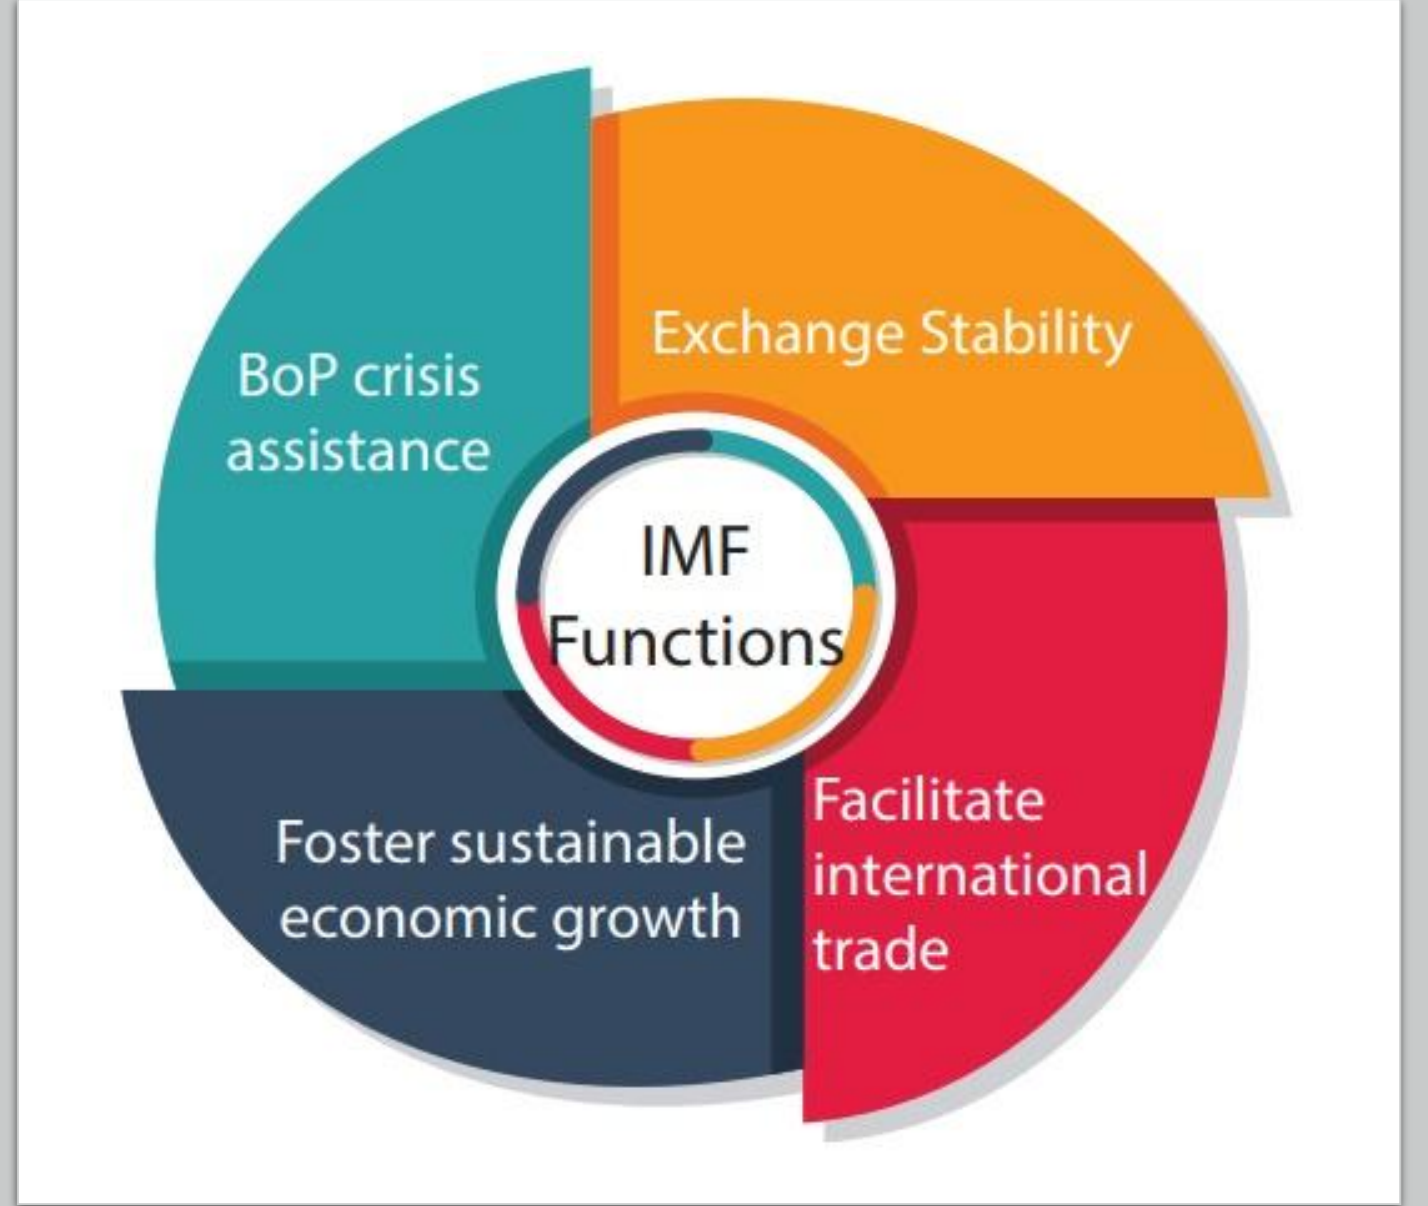 BoP crisis
assistance
Exchange Stability
IMF
Functions
Foster sustainable
economic growth
Facilitate
international
trade